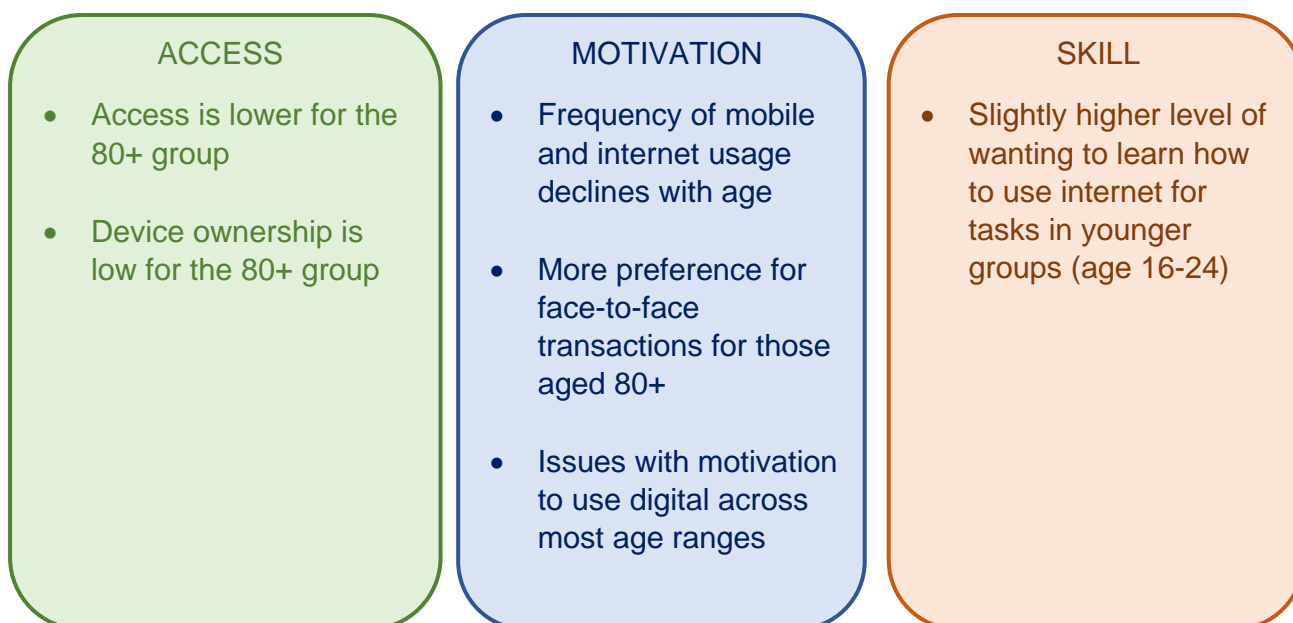 ACCESS
• Access is lower for the
80+ group
• Device ownership is
low for the 80+ group
MOTIVATION
• Frequency of mobile
and internet usage
declines with age
• More preference for
face-to-face
transactions for those
aged 80+
• Issues with motivation
to use digital across
most age ranges
SKILL
• Slightly higher level of
wanting to learn how
to use internet for
tasks in younger
groups (age 16-24)